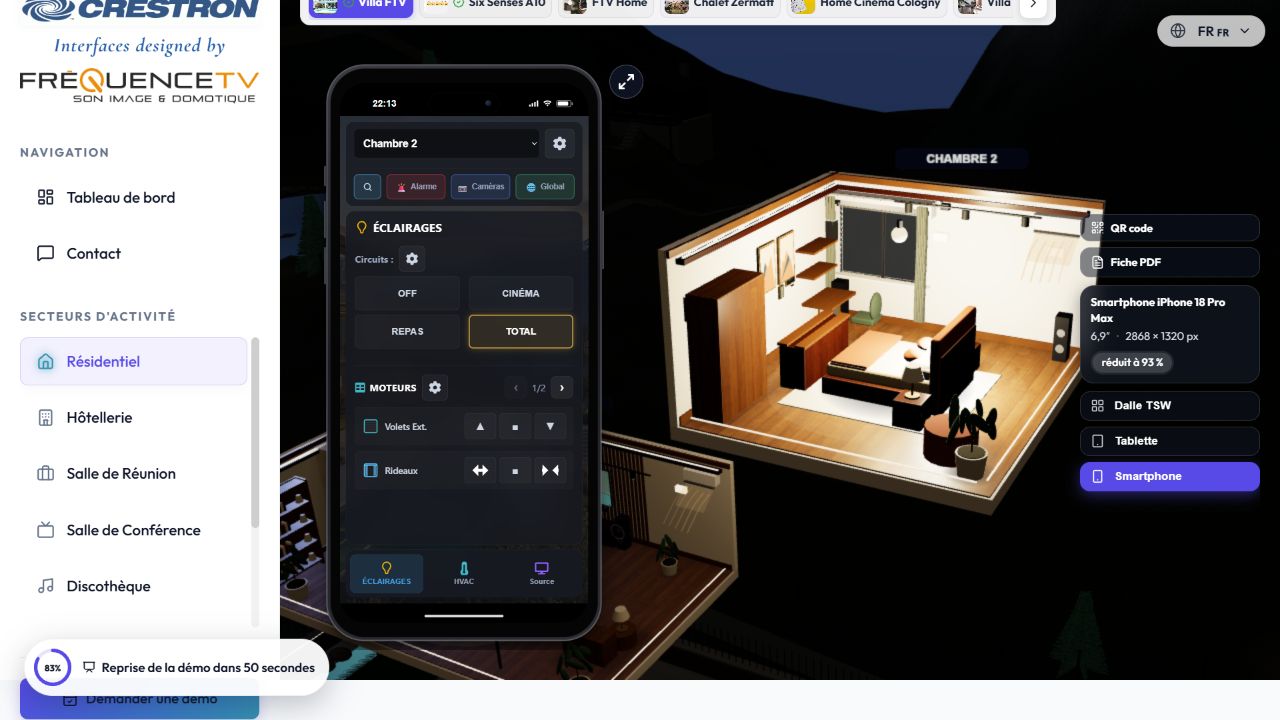 CRESTRON
Interfaces designed by
FRÉQUENCETV
SON IMAGE & DOMOTIQUE
NAVIGATION
Tableau de bord
Contact
SECTEURS D'ACTIVITÉ
Résidentiel
Hôtellerie
Salle de Réunion
Salle de Conférence
Discothèque
83%
Reprise de la démo dans 50 secondes
Demander une démo
Villa FTV
Six Senses A10
FTV Home
Chalet Zermatt
Home Cinéma Cologny
Villa
FR FR
22:13
Chambre 2
Alarme
Caméras
Global
ÉCLAIRAGES
Circuits :
OFF
CINÉMA
REPAS
TOTAL
MOTEURS
1/2
Volets Ext.
Rideaux
ÉCLAIRAGES
HVAC
Source
CHAMBRE 2
QR code
Fiche PDF
Smartphone iPhone 18 Pro
Max
6,9" · 2868 × 1320 px
réduit à 93 %
Dalle TSW
Tablette
Smartphone